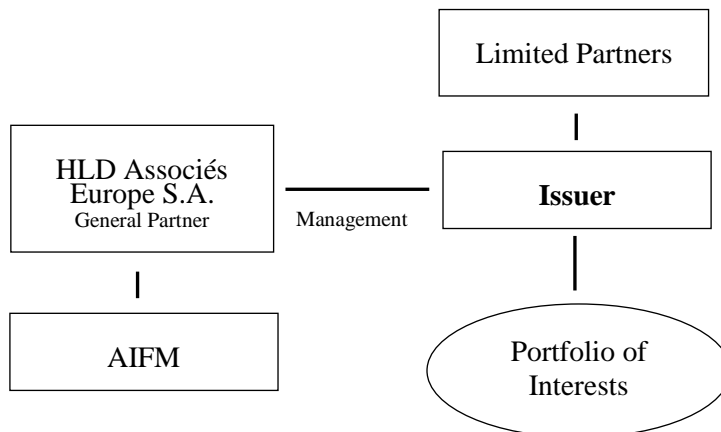 Limited Partners
HLD Associés
Europe S.A.
General Partner
Management
Issuer
AIFM
Portfolio of
Interests